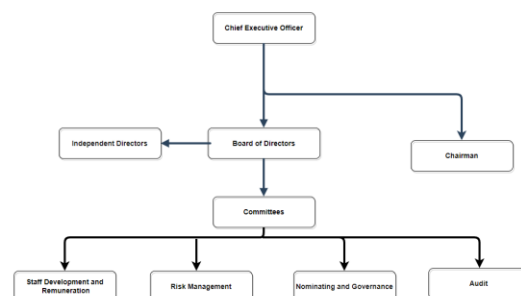 Chief Executive Officer
Independent Directors
Board of Directors
Chairman
Committees
Staff Development and
Remuneration
Risk Management
Nominating and Governance
Audit